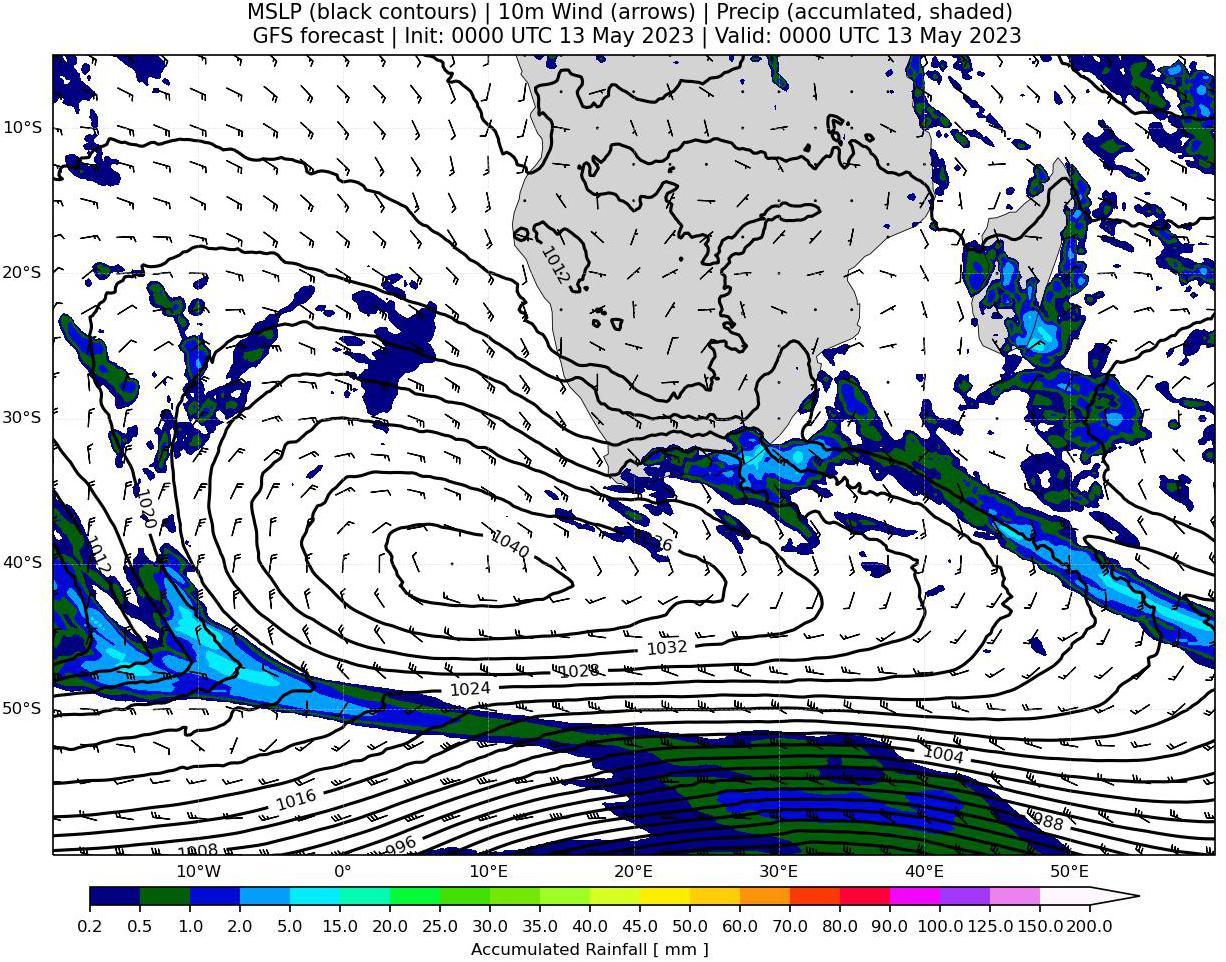 MSLP (black contours) | 10m Wind (arrows) | Precip (accumlated, shaded)
GFS forecast | Init: 0000 UTC 13 May 2023 | Valid: 0000 UTC 13 May 2023
10°S
20°S
30°S
40°S
50°S
1012
1020
1012
1040
1032
1028
1024
1004
1016
988
996
1008
10°W 0° 10°E 20°E 30°E 40°E 50°E
0.2 0.5 1.0 2.0 5.0 10.0 15.0 20.0 25.0 30.0 35.0 40.0 45.0 50.0 60.0 70.0 80.0 90.0 100.0 125.0 150.0 200.0
Accumulated Rainfall [ mm ]